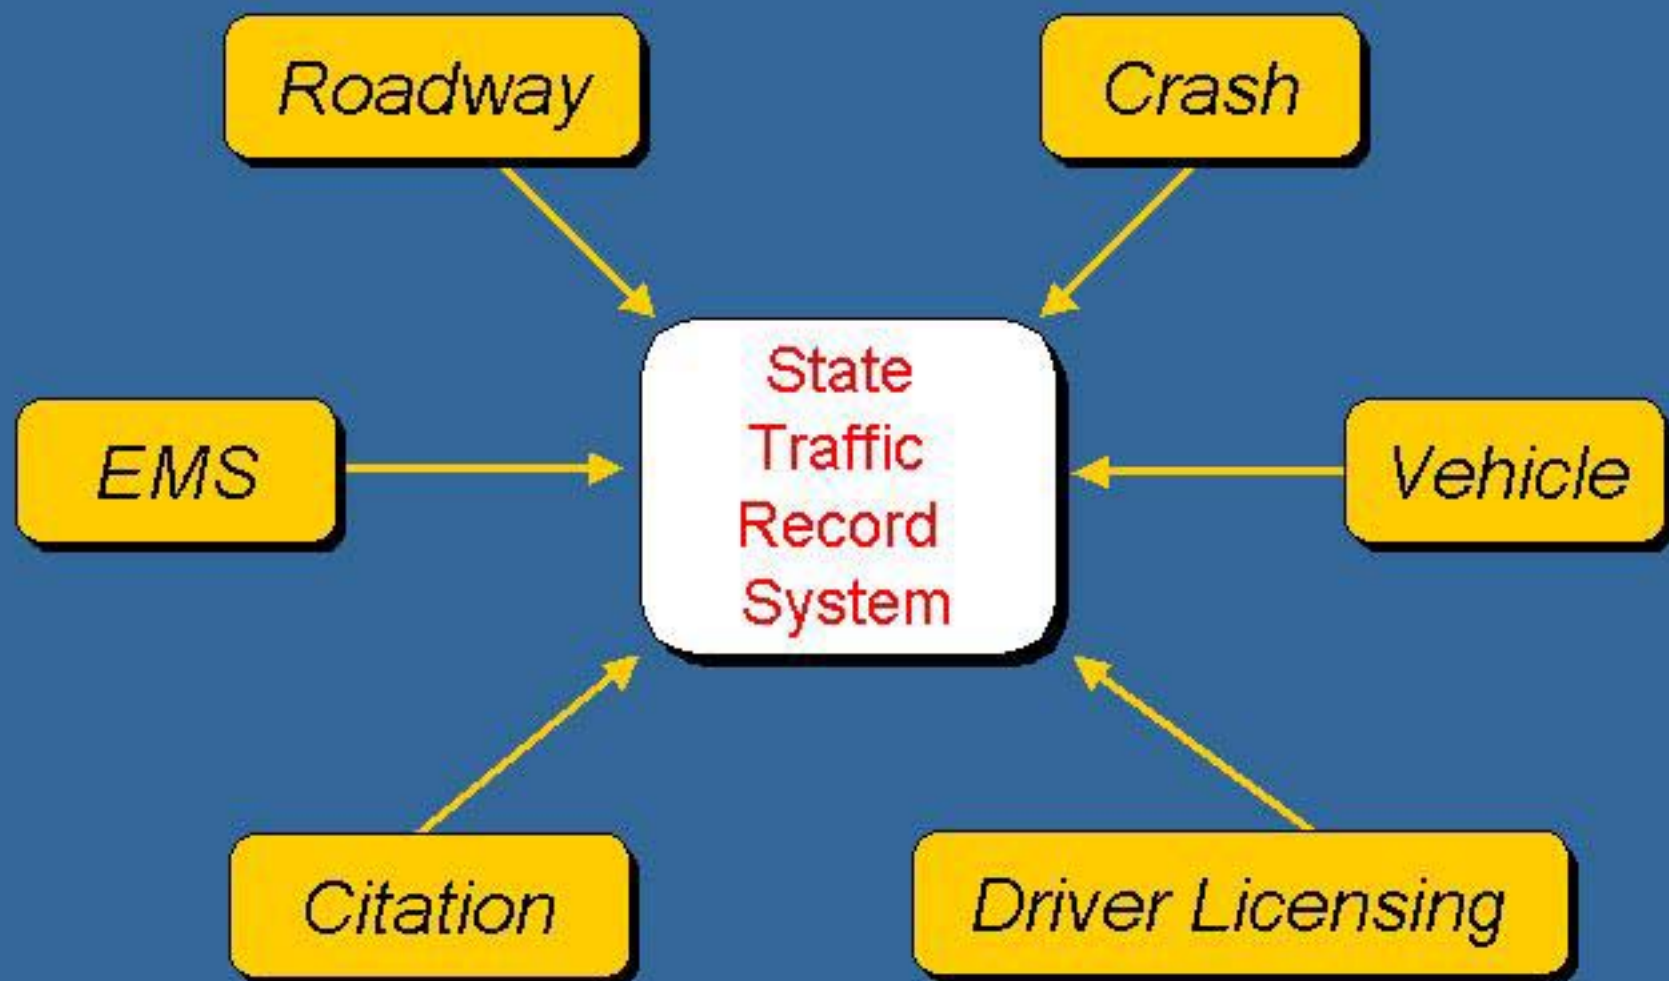 Roadway
Crash
State
Traffic
Record
System
EMS
Vehicle
Citation
Driver Licensing